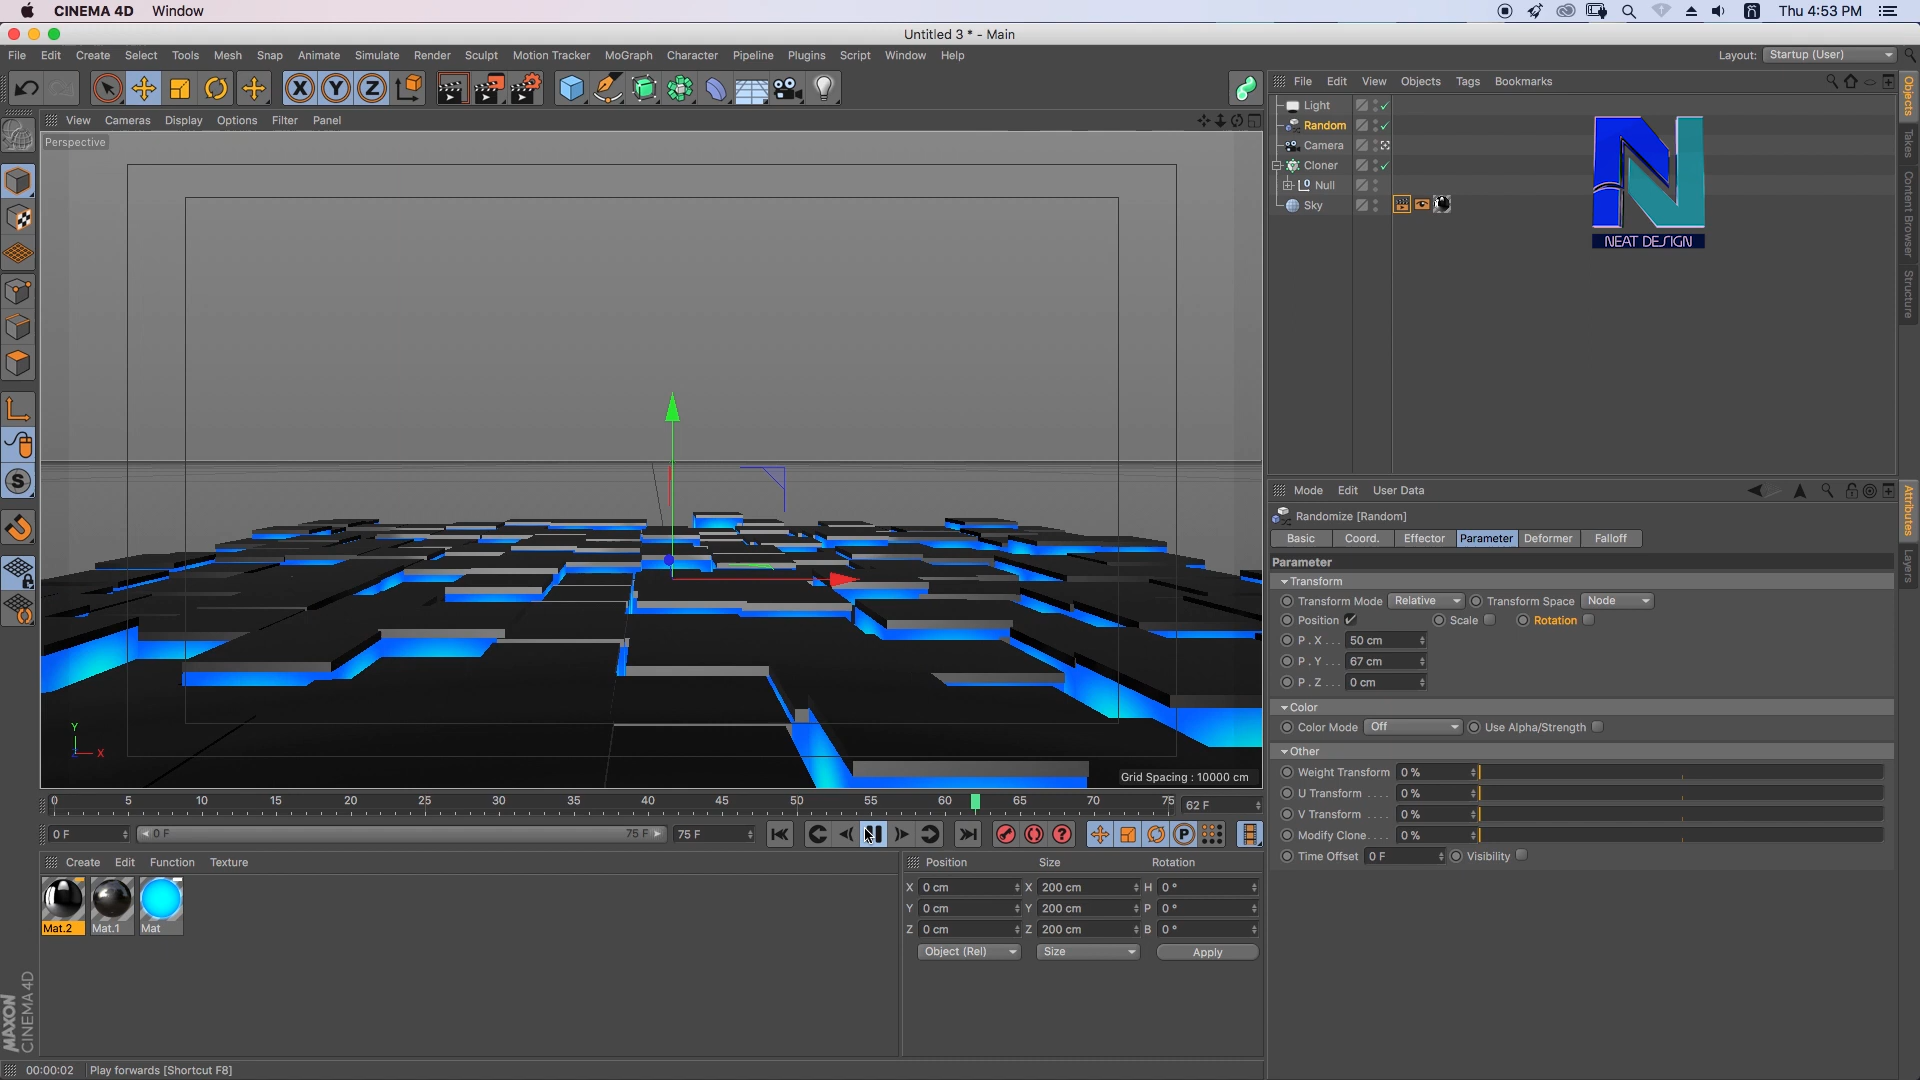 CINEMA 4D Window Thu 4:53 PM
Untitled 3 * - Main
File Edit Create Select Tools Mesh Snap Animate Simulate Render Sculpt Motion Tracker MoGraph Character Pipeline Plugins Script Window Help Layout: Startup (User)
File Edit View Objects Tags Bookmarks
View Cameras Display Options Filter Panel
Perspective
Light
Random
Camera
Cloner
Null
Sky
NEAT DESIGN
Objects
Takes
Content Browser
Structure
Mode Edit User Data
Randomize [Random]
Basic Coord. Effector Parameter Deformer Falloff
Parameter
Transform
Transform Mode Relative Transform Space Node
Position Scale Rotation
P . X . . . 50 cm
P . Y . . . 67 cm
P . Z . . . 0 cm
Color
Color Mode Off Use Alpha/Strength
Other
Weight Transform 0 %
U Transform . . . . 0 %
V Transform . . . . 0 %
Modify Clone. . . . 0 %
Time Offset 0 F Visibility
Attributes
Layers
Y
Z X
Grid Spacing : 10000 cm
0 5 10 15 20 25 30 35 40 45 50 55 60 65 70 75 62 F
0 F 0 F 75 F 75 F
Create Edit Function Texture
Mat.2 Mat.1 Mat
Position Size Rotation
X 0 cm X 200 cm H 0 °
Y 0 cm Y 200 cm P 0 °
Z 0 cm Z 200 cm B 0 °
Object (Rel) Size Apply
MAXON
CINEMA 4D
00:00:02 Play forwards [Shortcut F8]